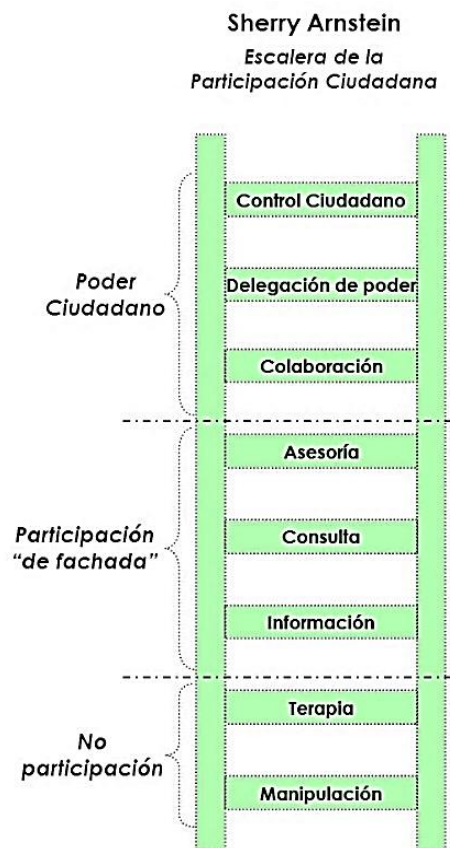 Sherry Arnstein
Escalera de la
Participación Ciudadana
Poder
Ciudadano
Control Ciudadano
Delegación de poder
Colaboración
Participación
“de fachada”
Asesoría
Consulta
Información
No
participación
Terapia
Manipulación